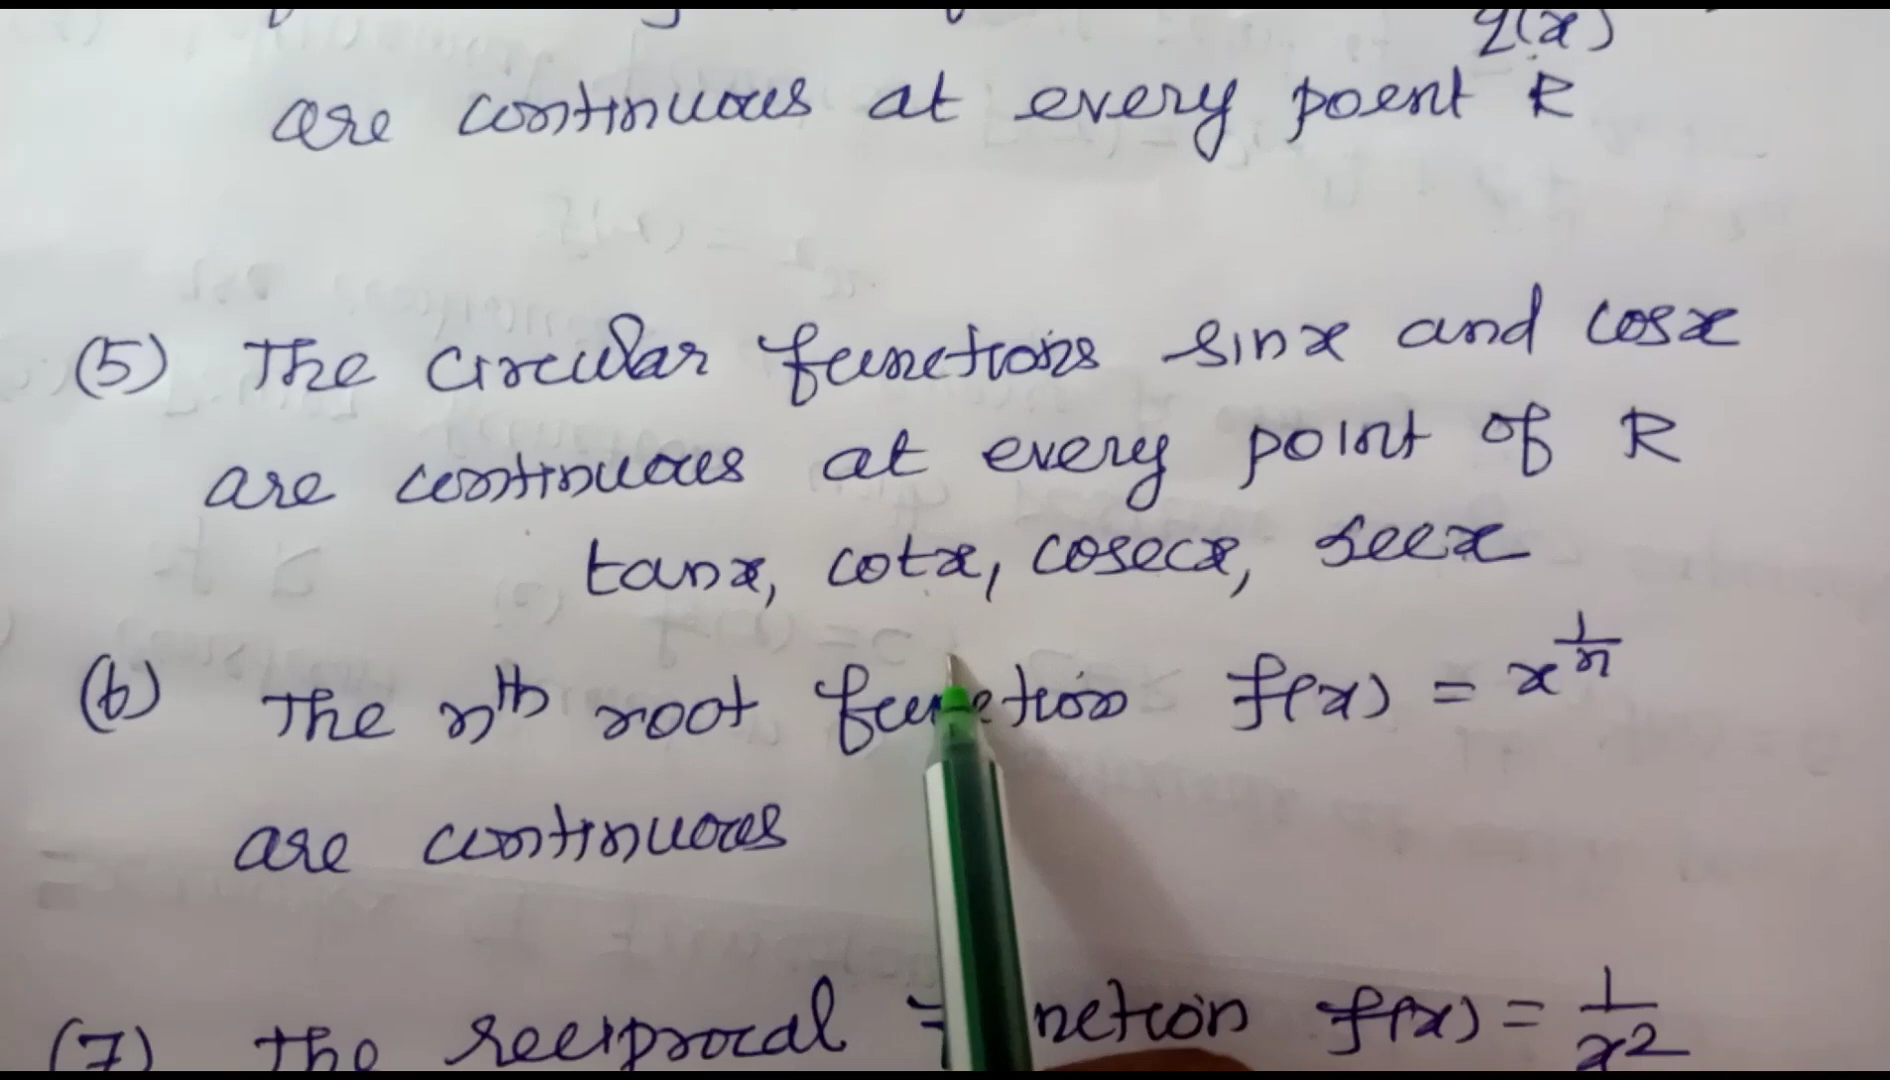 q(x)
are continuous at every point R
(5) The circular functions sinx and cosx
are continuous at every point of R
tanx, cotx, cosecx, secx
(6) The nth root function f(x) = x^(1/n)
are continuous
(7) The reciprocal function f(x) = 1/x²